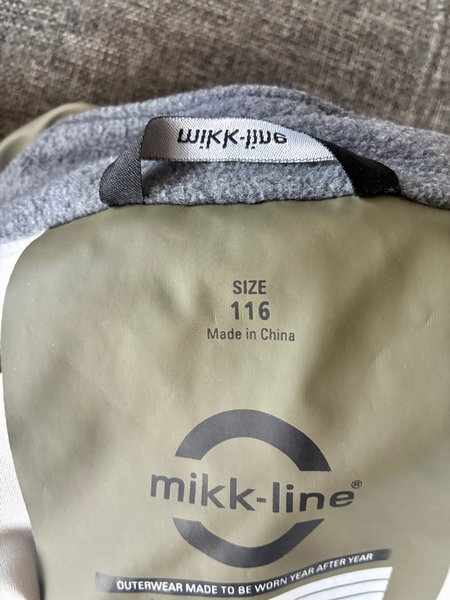 mikk-line
SIZE
116
Made in China
mikk-line®
OUTERWEAR MADE TO BE WORN YEAR AFTER YEAR